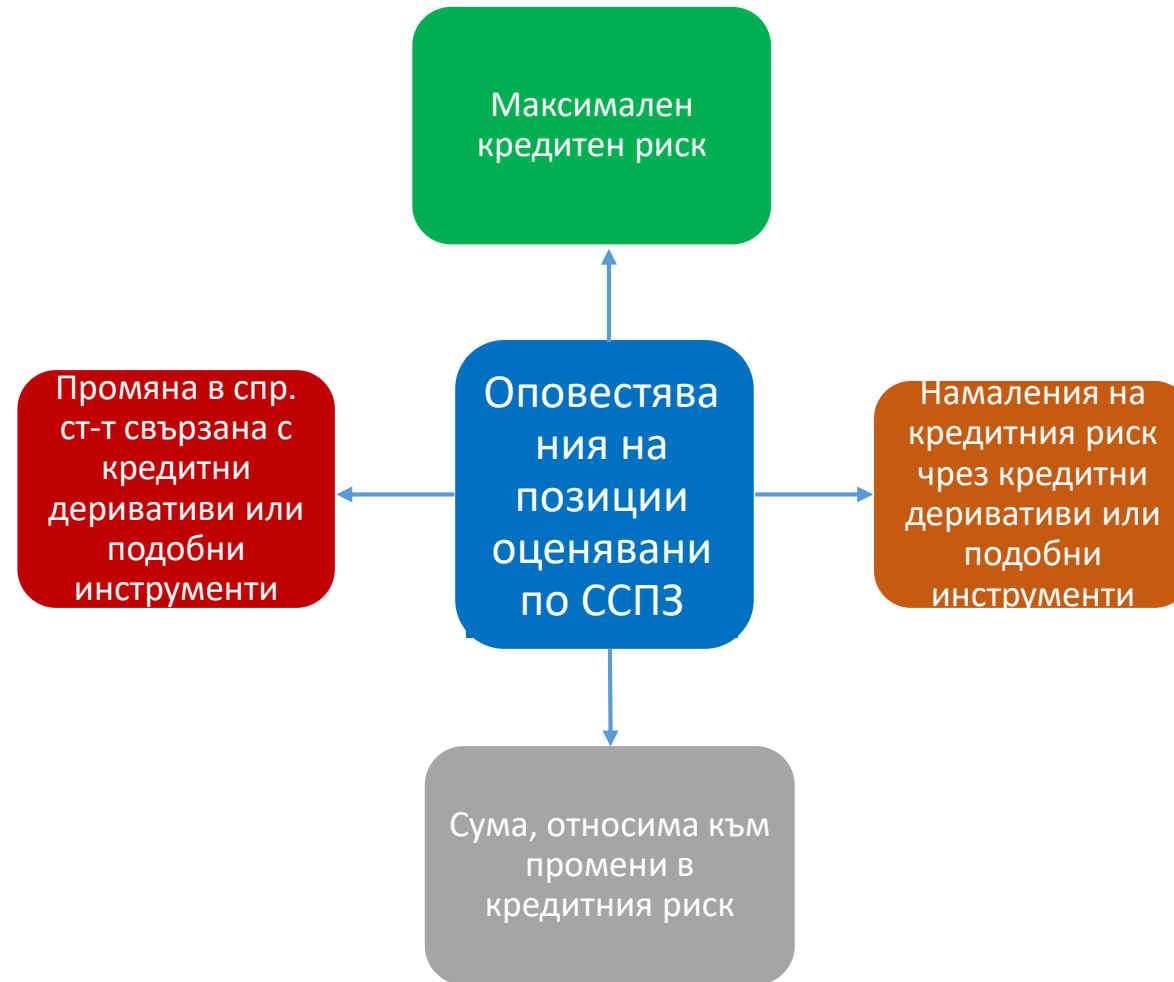 Максимален
кредитен риск
Промяна в спр.
ст-т свързана с
кредитни
деривативи или
подобни
инструменти
Оповестява
ния на
позиции
оценявани
по ССПЗ
Намаления на
кредитния риск
чрез кредитни
деривативи или
подобни
инструменти
Сума, относима към
промени в
кредитния риск